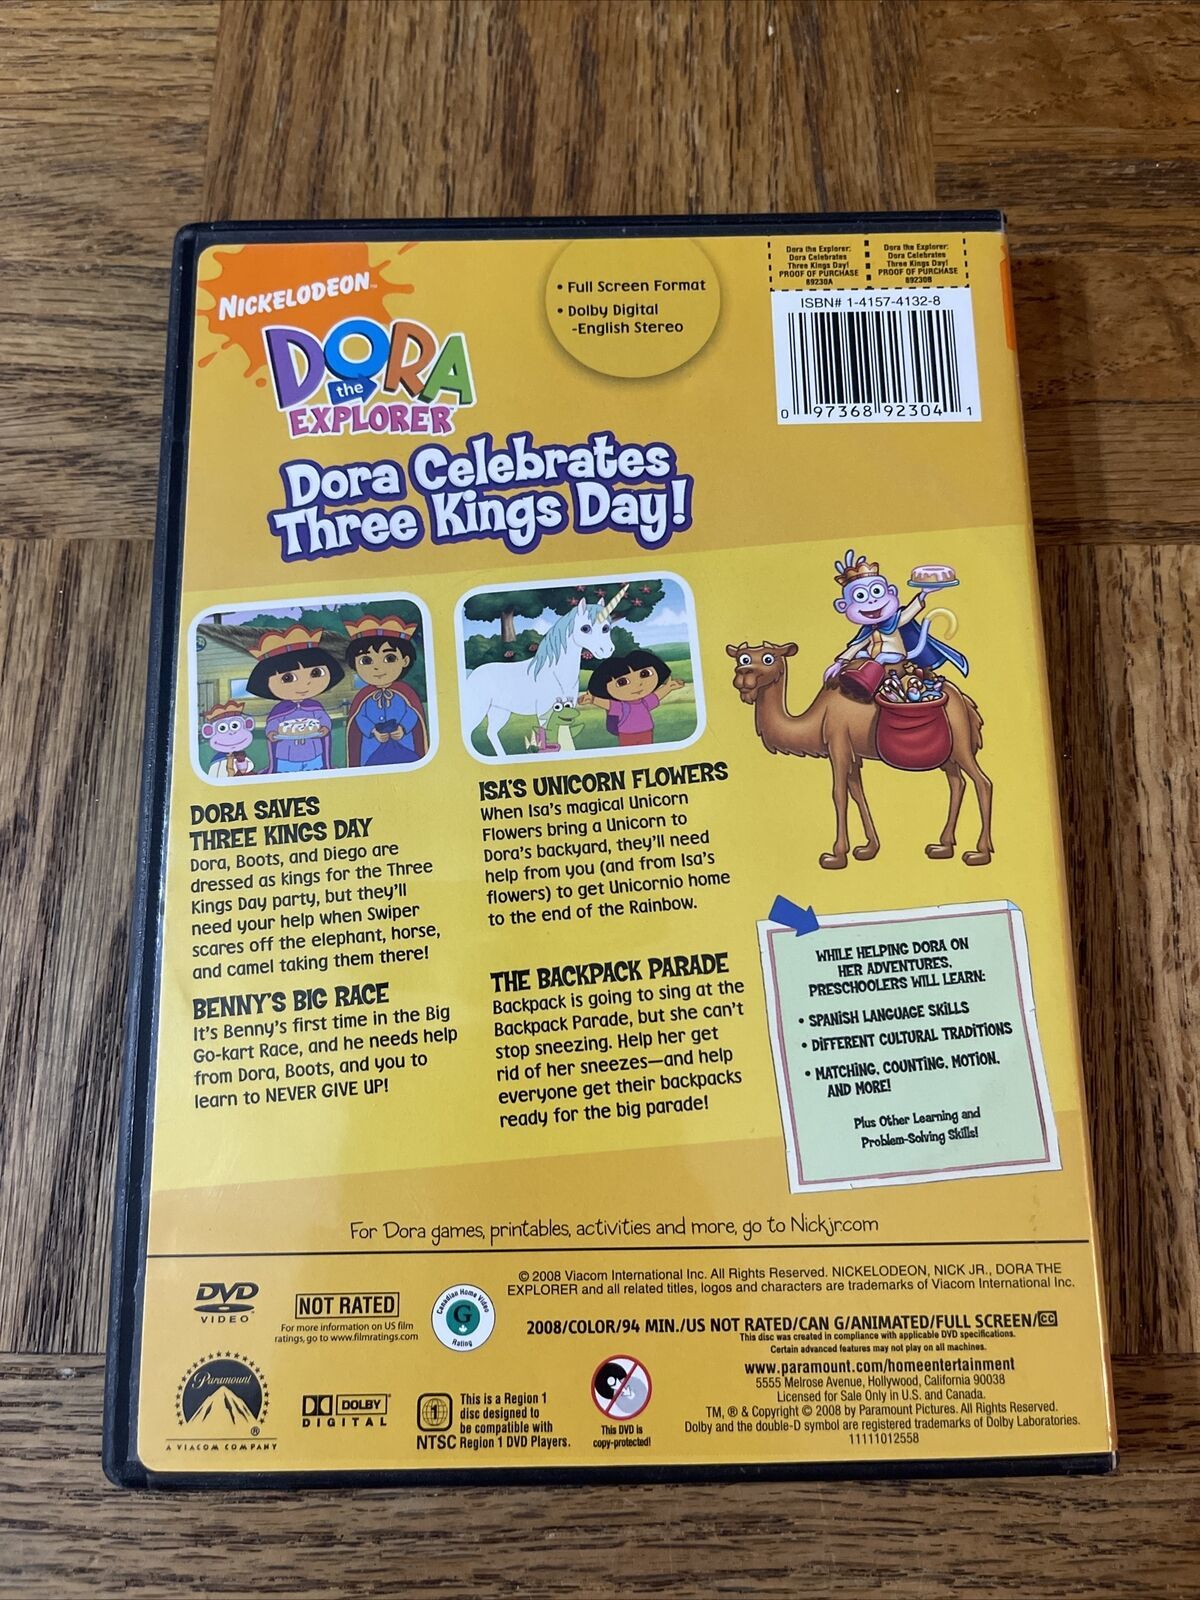 NICKELODEON
DORA
the
EXPLORER
Dora Celebrates
Three Kings Day!
• Full Screen Format
• Dolby Digital
-English Stereo
Dora the Explorer:
Dora Celebrates
Three Kings Day!
PROOF OF PURCHASE
89230A
Dora the Explorer:
Dora Celebrates
Three Kings Day!
PROOF OF PURCHASE
89230B
ISBN# 1-4157-4132-8
0 97368 92304 1
DORA SAVES
THREE KINGS DAY
Dora, Boots, and Diego are
dressed as kings for the Three
Kings Day party, but they'll
need your help when Swiper
scares off the elephant, horse,
and camel taking them there!
BENNY'S BIG RACE
It's Benny's first time in the Big
Go-kart Race, and he needs help
from Dora, Boots, and you to
learn to NEVER GIVE UP!
ISA'S UNICORN FLOWERS
When Isa's magical Unicorn
Flowers bring a Unicorn to
Dora's backyard, they'll need
help from you (and from Isa's
flowers) to get Unicornio home
to the end of the Rainbow.
THE BACKPACK PARADE
Backpack is going to sing at the
Backpack Parade, but she can't
stop sneezing. Help her get
rid of her sneezes—and help
everyone get their backpacks
ready for the big parade!
WHILE HELPING DORA ON
HER ADVENTURES,
PRESCHOOLERS WILL LEARN:
• SPANISH LANGUAGE SKILLS
• DIFFERENT CULTURAL TRADITIONS
• MATCHING, COUNTING, MOTION,
AND MORE!
Plus Other Learning and
Problem-Solving Skills!
For Dora games, printables, activities and more, go to Nickjr.com
DVD
VIDEO
NOT RATED
For more information on US film
ratings, go to www.filmratings.com
Canadian Home Video
G
Rating
© 2008 Viacom International Inc. All Rights Reserved. NICKELODEON, NICK JR., DORA THE
EXPLORER and all related titles, logos and characters are trademarks of Viacom International Inc.
2008/COLOR/94 MIN./US NOT RATED/CAN G/ANIMATED/FULL SCREEN/CC
This disc was created in compliance with applicable DVD specifications.
Certain advanced features may not play on all machines.
www.paramount.com/homeentertainment
5555 Melrose Avenue, Hollywood, California 90038
Licensed for Sale Only in U.S. and Canada.
TM, ® & Copyright © 2008 by Paramount Pictures. All Rights Reserved.
Dolby and the double-D symbol are registered trademarks of Dolby Laboratories.
11111012558
Paramount
®
A VIACOM COMPANY
DOLBY
DIGITAL
1
NTSC
This is a Region 1
disc designed to
be compatible with
Region 1 DVD Players.
This DVD is
copy-protected!